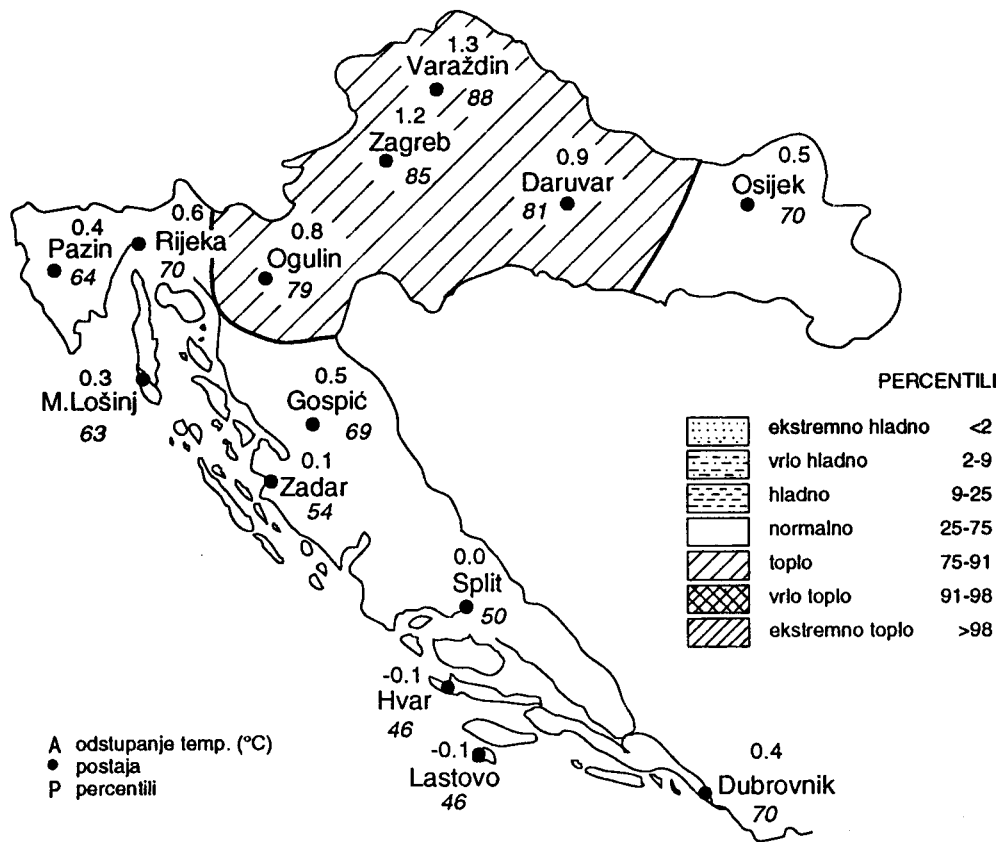 1.3
Varaždin
88
1.2
Zagreb
85
0.9
Daruvar
81
0.5
Osijek
70
0.4
Pazin
64
0.6
Rijeka
70
0.8
Ogulin
79
0.3
M.Lošinj
63
0.5
Gospić
69
0.1
Zadar
54
0.0
Split
50
-0.1
Hvar
46
-0.1
Lastovo
46
0.4
Dubrovnik
70
PERCENTILI
ekstremno hladno <2
vrlo hladno 2-9
hladno 9-25
normalno 25-75
toplo 75-91
vrlo toplo 91-98
ekstremno toplo >98
A odstupanje temp. (°C)
postaja
P percentili